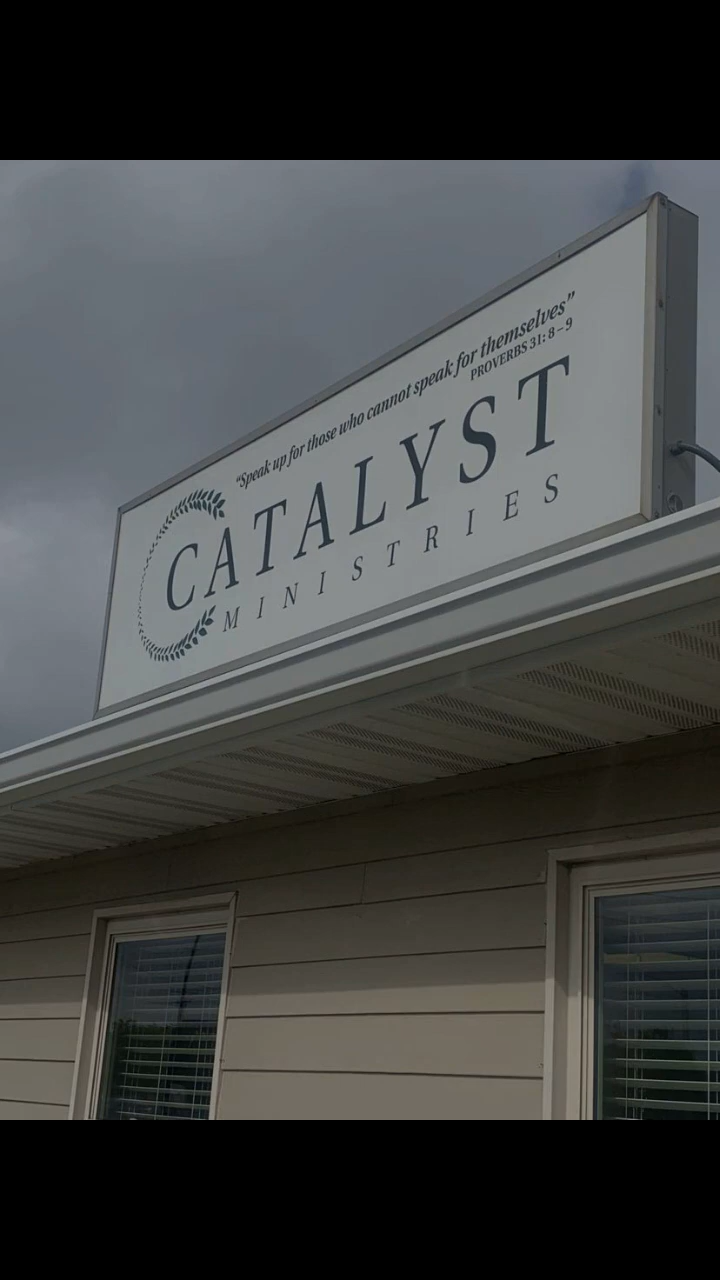 “Speak up for those who cannot speak for themselves”
PROVERBS 31: 8–9
CATALYST
MINISTRIES